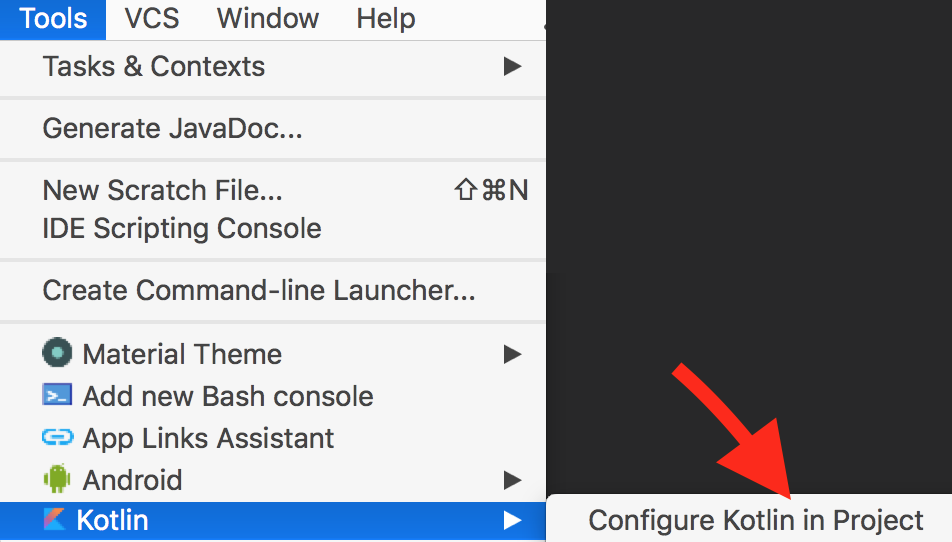 Tools VCS Window Help
Tasks & Contexts
Generate JavaDoc...
New Scratch File... ⇧⌘N
IDE Scripting Console
Create Command-line Launcher...
Material Theme
>_ Add new Bash console
App Links Assistant
Android
Kotlin
Configure Kotlin in Project